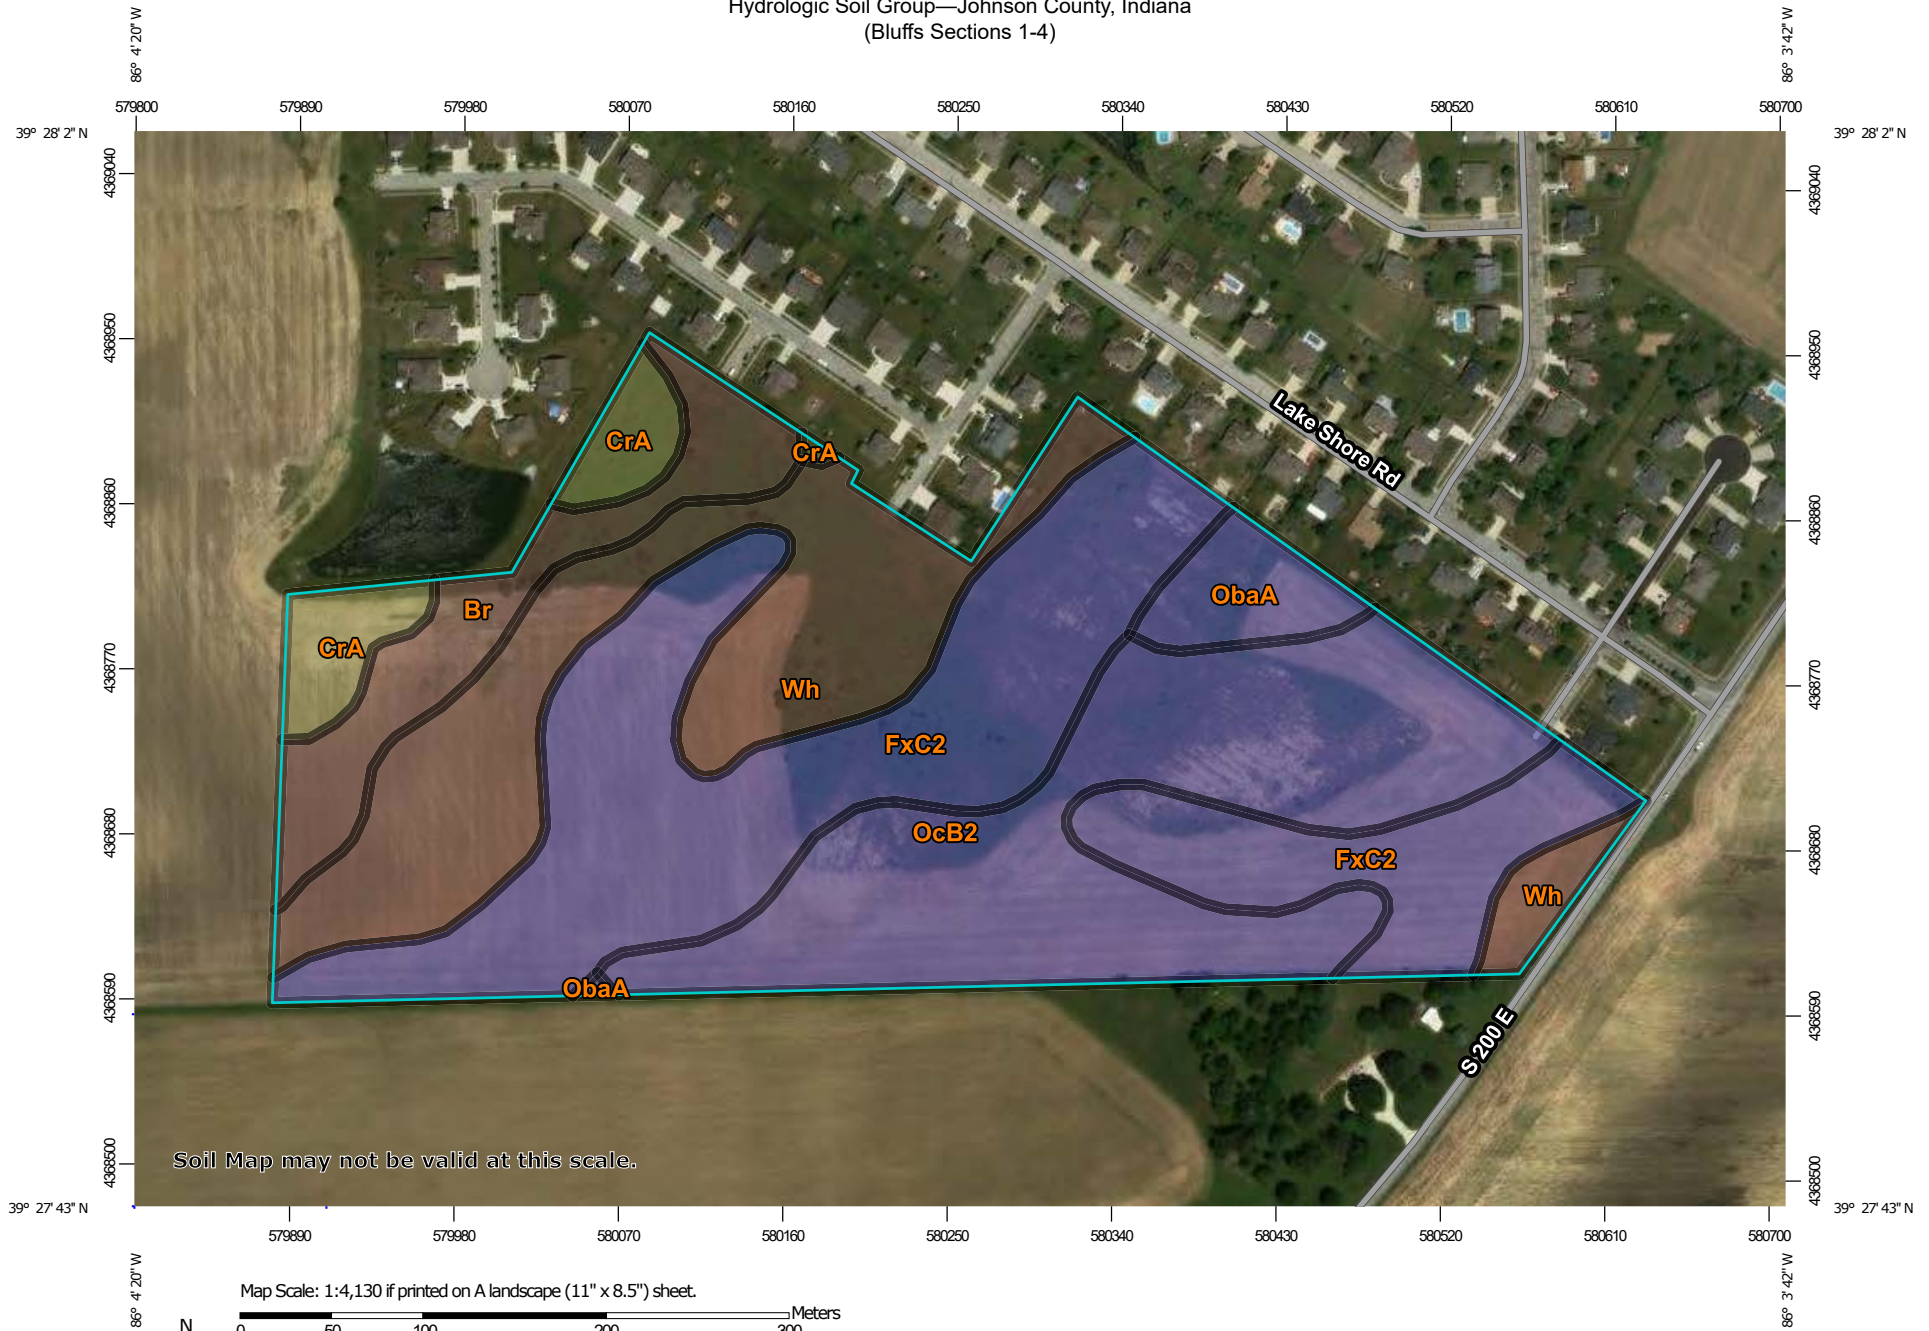 Hydrologic Soil Group—Johnson County, Indiana
(Bluffs Sections 1-4)
86° 4' 20" W
86° 3' 42" W
579800 579890 579980 580070 580160 580250 580340 580430 580520 580610 580700
39° 28' 2" N
39° 28' 2" N
4369040
4369040
4368950
4368950
Lake Shore Rd
CrA
CrA
4368860
4368860
ObaA
Br
CrA
4368770
4368770
Wh
FxC2
OcB2
4368680
4368680
FxC2
Wh
ObaA
4368590
4368590
S 200 E
Soil Map may not be valid at this scale.
4368500
4368500
39° 27' 43" N
39° 27' 43" N
579890 579980 580070 580160 580250 580340 580430 580520 580610 580700
86° 4' 20" W
86° 3' 42" W
Map Scale: 1:4,130 if printed on A landscape (11" x 8.5") sheet.
Meters
N
0 50 100 200 300